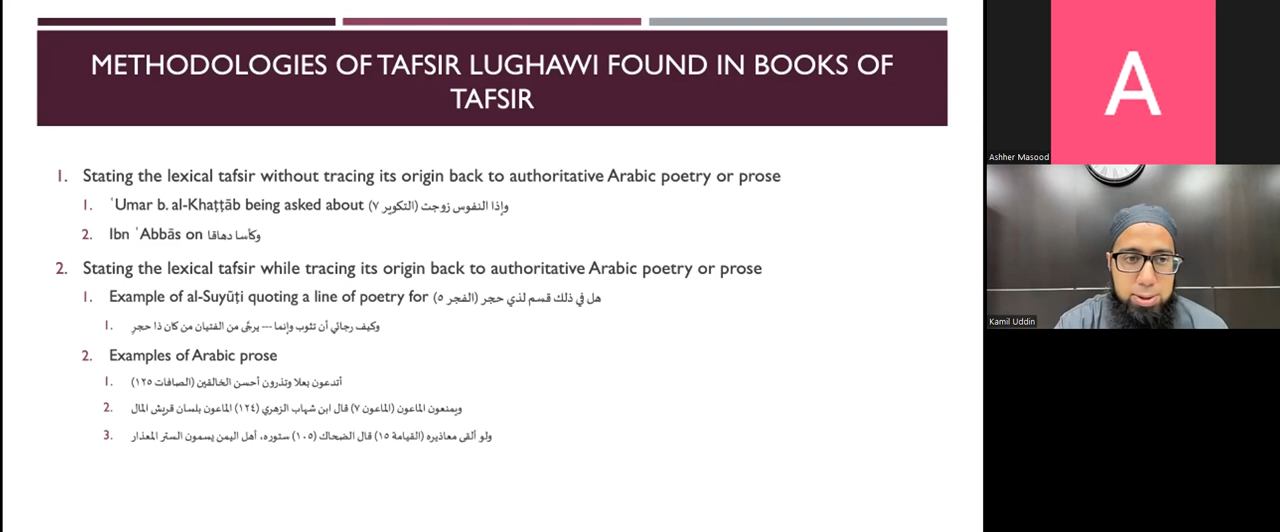 METHODOLOGIES OF TAFSIR LUGHAWI FOUND IN BOOKS OF
TAFSIR
1. Stating the lexical tafsir without tracing its origin back to authoritative Arabic poetry or prose
1. ʿUmar b. al-Khaṭṭāb being asked about وإذا النفوس زوجت (التكوير ٧)
2. Ibn ʿAbbās on وكأسا دهاقا
2. Stating the lexical tafsir while tracing its origin back to authoritative Arabic poetry or prose
1. Example of al-Suyūṭi quoting a line of poetry for هل في ذلك قسم لذي حجر (الفجر ٥)
1. وكيف رجائي أن تثوب وإنما --- يرجّى من الفتيان من كان ذا حجر
2. Examples of Arabic prose
1. أتدعون بعلا وتذرون أحسن الخالقين (الصافات ١٢٥)
2. ويمنعون الماعون (الماعون ٧) قال ابن شهاب الزهري (١٢٤) الماعون بلسان قريش المال
3. ولو ألقى معاذيره (القيامة ١٥) قال الضحاك (١٠٥) ستوره، أهل اليمن يسمون الستر المعذار
A
Ashher Masood
Kamil Uddin